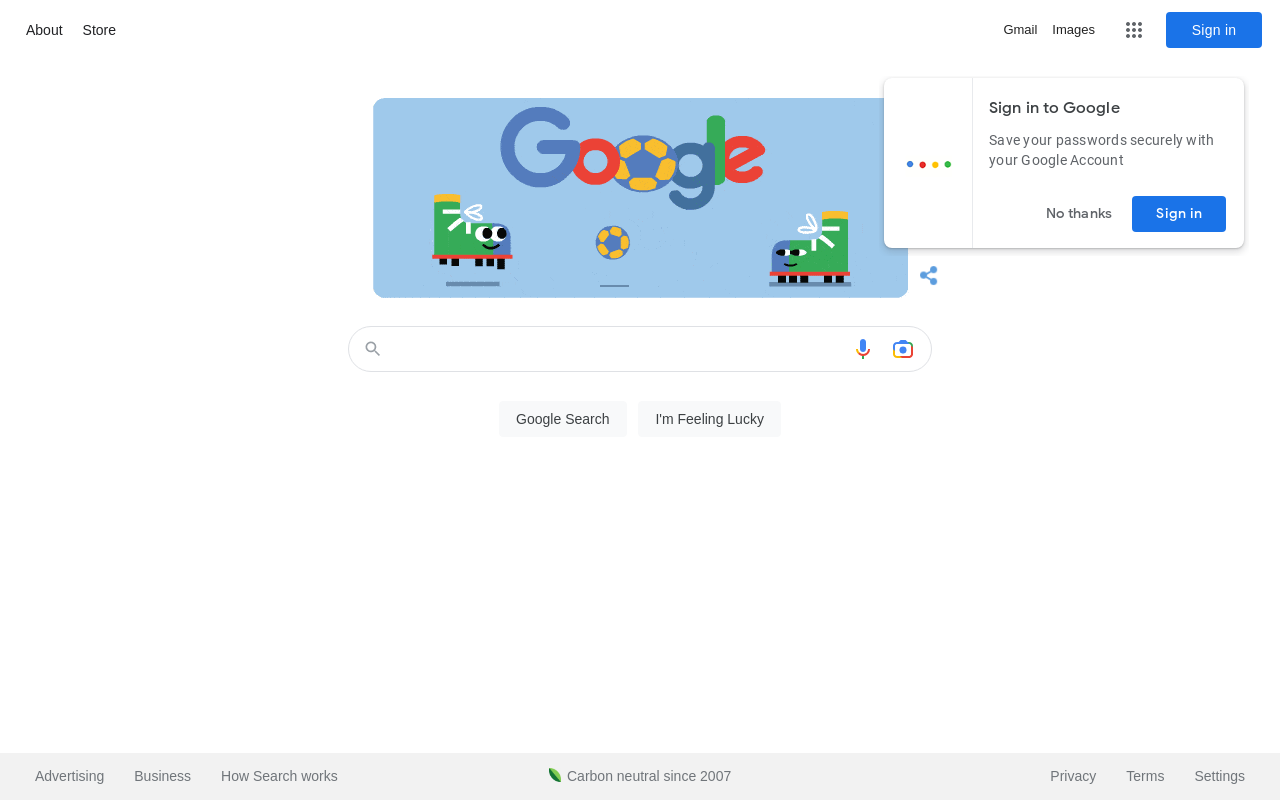 About Store
Gmail Images Sign in
Google
Sign in to Google
Save your passwords securely with
your Google Account
No thanks Sign in
Google Search I'm Feeling Lucky
Advertising Business How Search works
Carbon neutral since 2007
Privacy Terms Settings